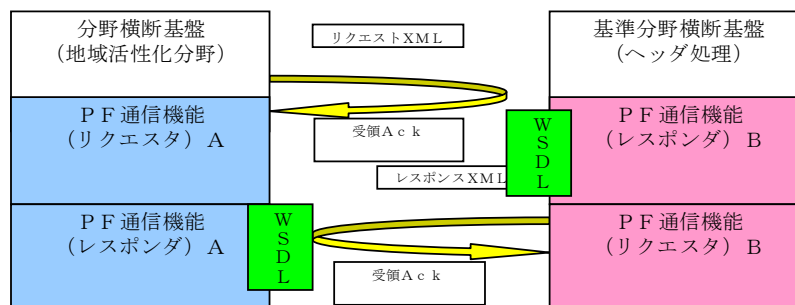 分野横断基盤
（地域活性化分野）
リクエストXML
基準分野横断基盤
（ヘッダ処理）
ＰＦ通信機能
（リクエスタ）Ａ
受領Ａｃｋ
ＷＳＤＬ
ＰＦ通信機能
（レスポンダ）Ｂ
レスポンスXML
ＰＦ通信機能
（レスポンダ）Ａ
ＷＳＤＬ
ＰＦ通信機能
（リクエスタ）Ｂ
受領Ａｃｋ